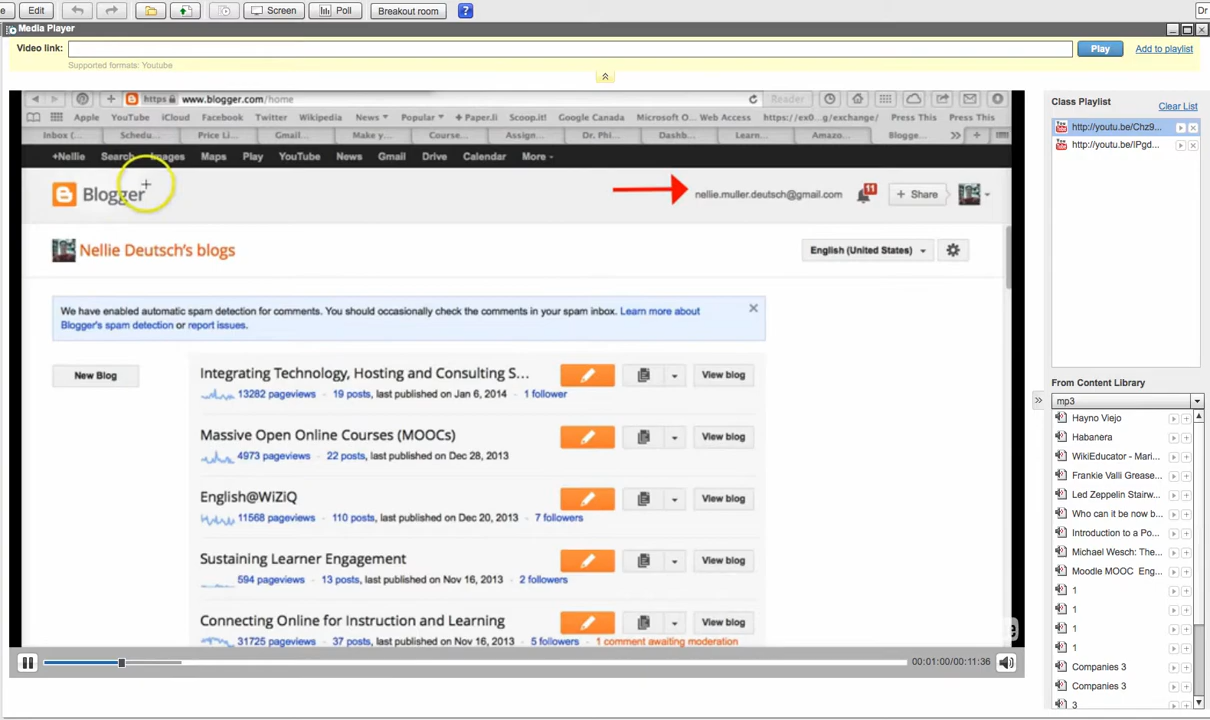 Edit
Screen
Poll
Breakout room
?
Dr
Media Player
Video link:
Play
Add to playlist
Supported formats: Youtube
https
www.blogger.com/home
Reader
Apple YouTube iCloud Facebook Twitter Wikipedia News Popular + Paper.li Scoop.it! Google Canada Microsoft O... Web Access https://ex0...g/exchange/ Press This Press This
Inbox (... Schedu... Price Li... Gmail... Make y... Course... Assign... Dr. Phi... Dashb... Learn... Amazo... Blogge...
+Nellie Search Images Maps Play YouTube News Gmail Drive Calendar More
Blogger
nellie.muller.deutsch@gmail.com
11
+ Share
Nellie Deutsch's blogs
English (United States)
We have enabled automatic spam detection for comments. You should occasionally check the comments in your spam inbox. Learn more about
Blogger's spam detection or report issues.
New Blog
Integrating Technology, Hosting and Consulting S...
View blog
13282 pageviews - 19 posts, last published on Jan 6, 2014 - 1 follower
Massive Open Online Courses (MOOCs)
View blog
4973 pageviews - 22 posts, last published on Dec 28, 2013
English@WiZiQ
View blog
11568 pageviews - 110 posts, last published on Dec 20, 2013 - 7 followers
Sustaining Learner Engagement
View blog
594 pageviews - 13 posts, last published on Nov 16, 2013 - 2 followers
Connecting Online for Instruction and Learning
View blog
31725 pageviews - 37 posts, last published on Nov 16, 2013 - 5 followers - 1 comment awaiting moderation
00:01:00/00:11:36
Class Playlist
Clear List
http://youtu.be/Chz9...
http://youtu.be/IPgd...
From Content Library
mp3
Hayno Viejo
Habanera
WikiEducator - Mari...
Frankie Valli Grease...
Led Zeppelin Stairw...
Who can it be now b...
Introduction to a Po...
Michael Wesch: The...
Moodle MOOC Eng...
1
1
1
1
Companies 3
Companies 3
3